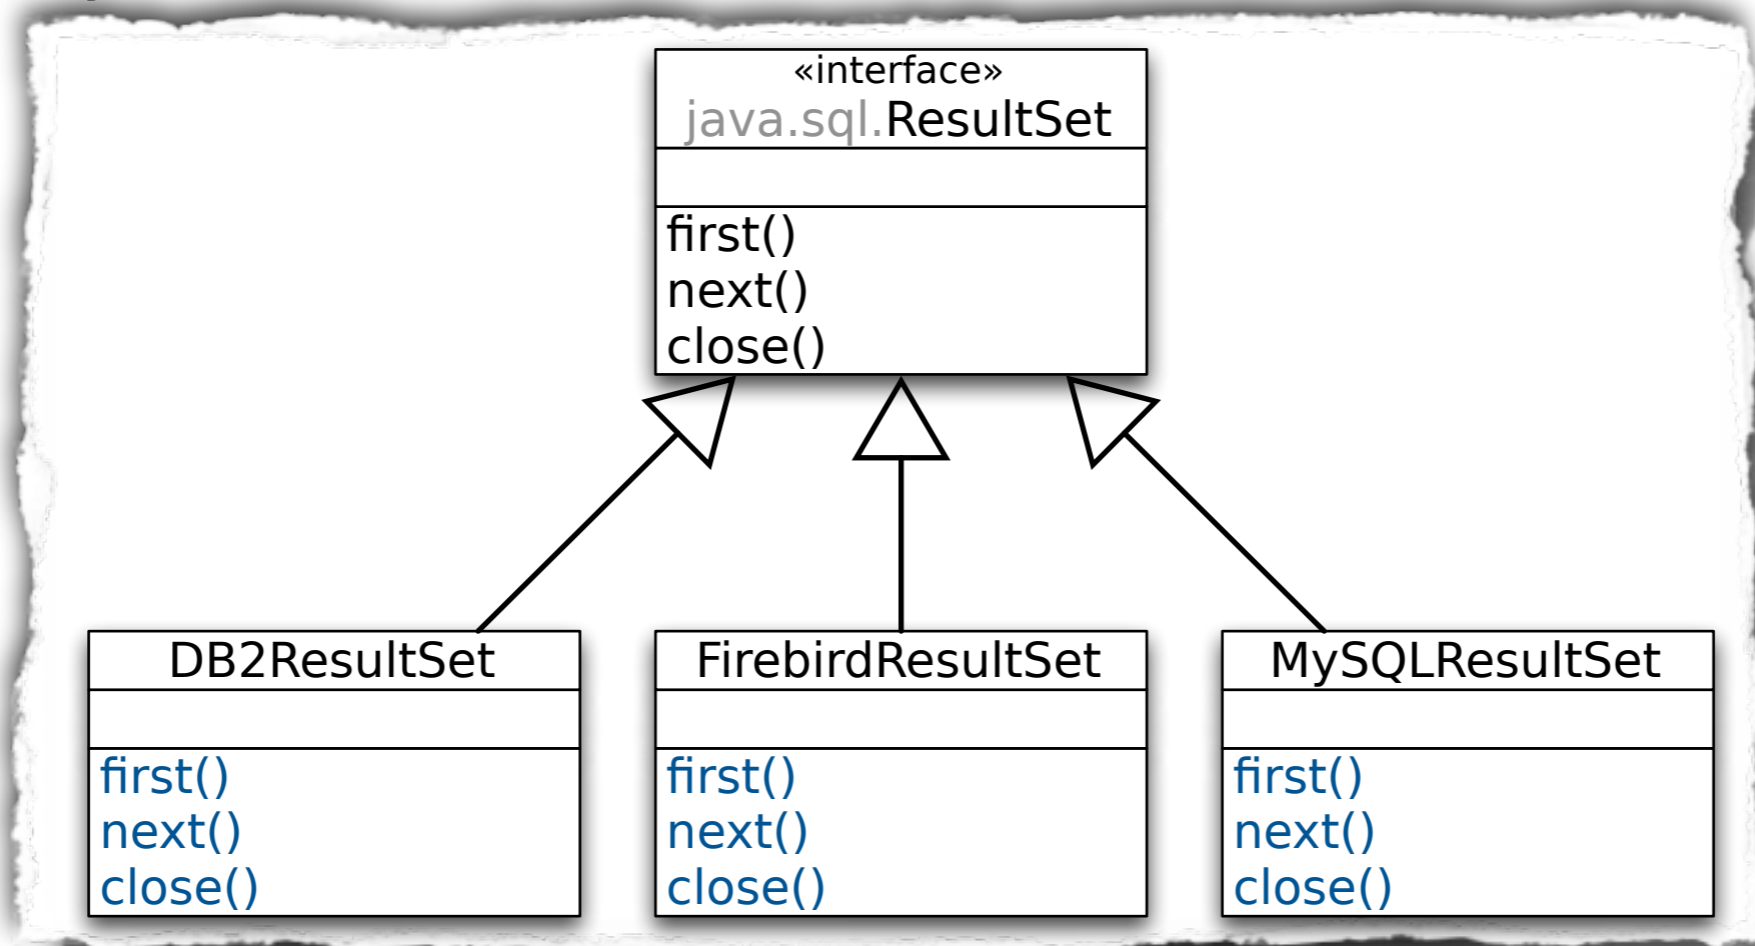 «interface»
java.sql.ResultSet
first()
next()
close()
DB2ResultSet
first()
next()
close()
FirebirdResultSet
first()
next()
close()
MySQLResultSet
first()
next()
close()